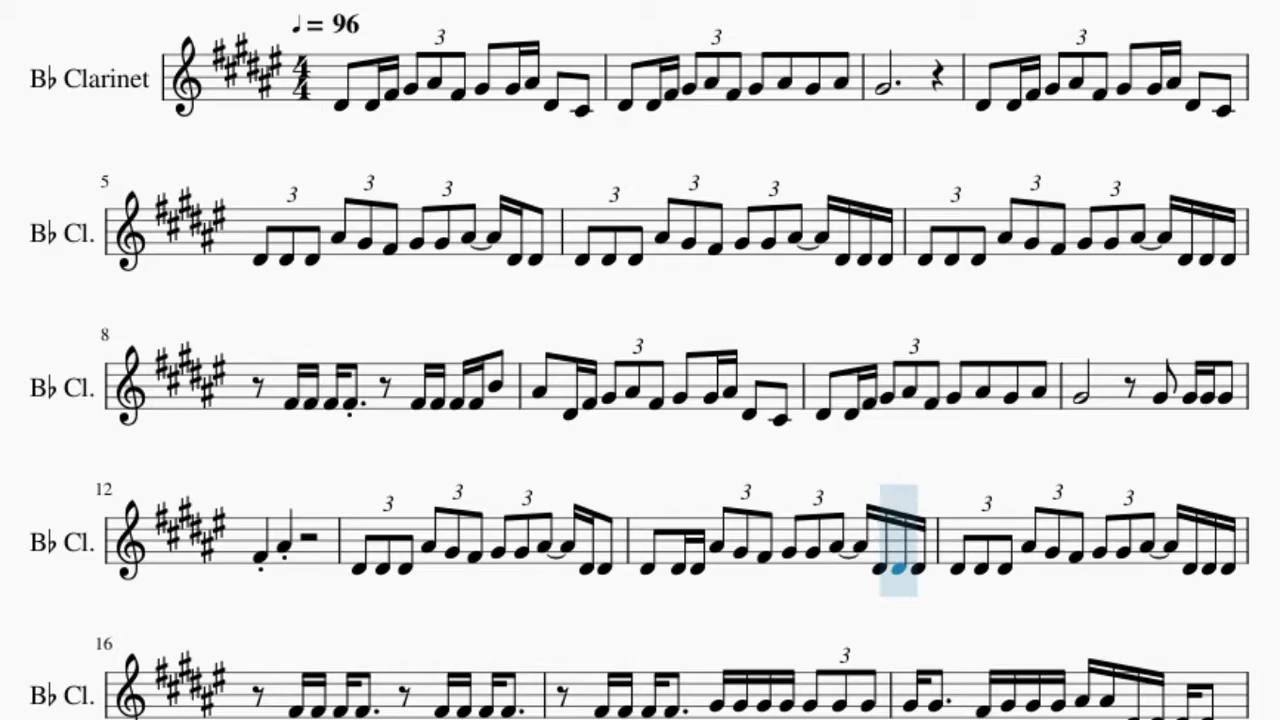 ♩ = 96
B♭ Clarinet 4 4 3 3 3
5 B♭ Cl. 3 3 3 3 3 3 3 3 3
8 B♭ Cl. 3 3
12 B♭ Cl. 3 3 3 3 3 3 3 3
16 B♭ Cl. 3